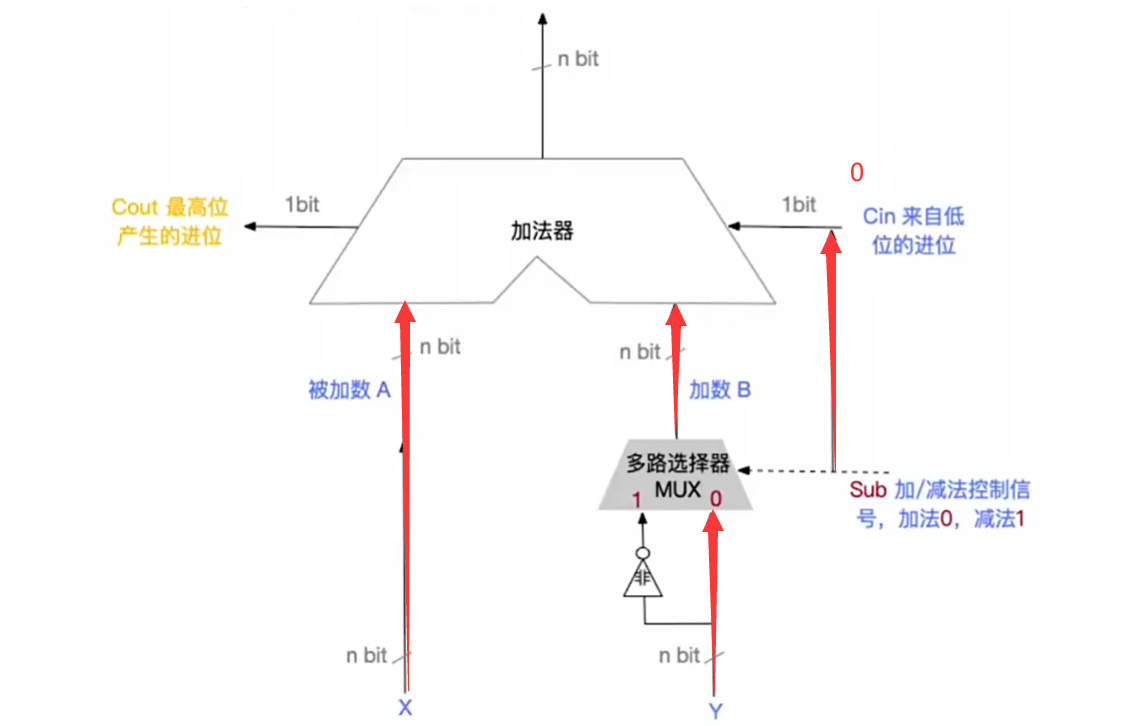 n bit
0
Cout 最高位
产生的进位
1bit
1bit
Cin 来自低
位的进位
加法器
n bit
n bit
被加数 A
加数 B
多路选择器
MUX
1
0
Sub 加/减法控制信
号，加法0，减法1
非
n bit
n bit
X
Y